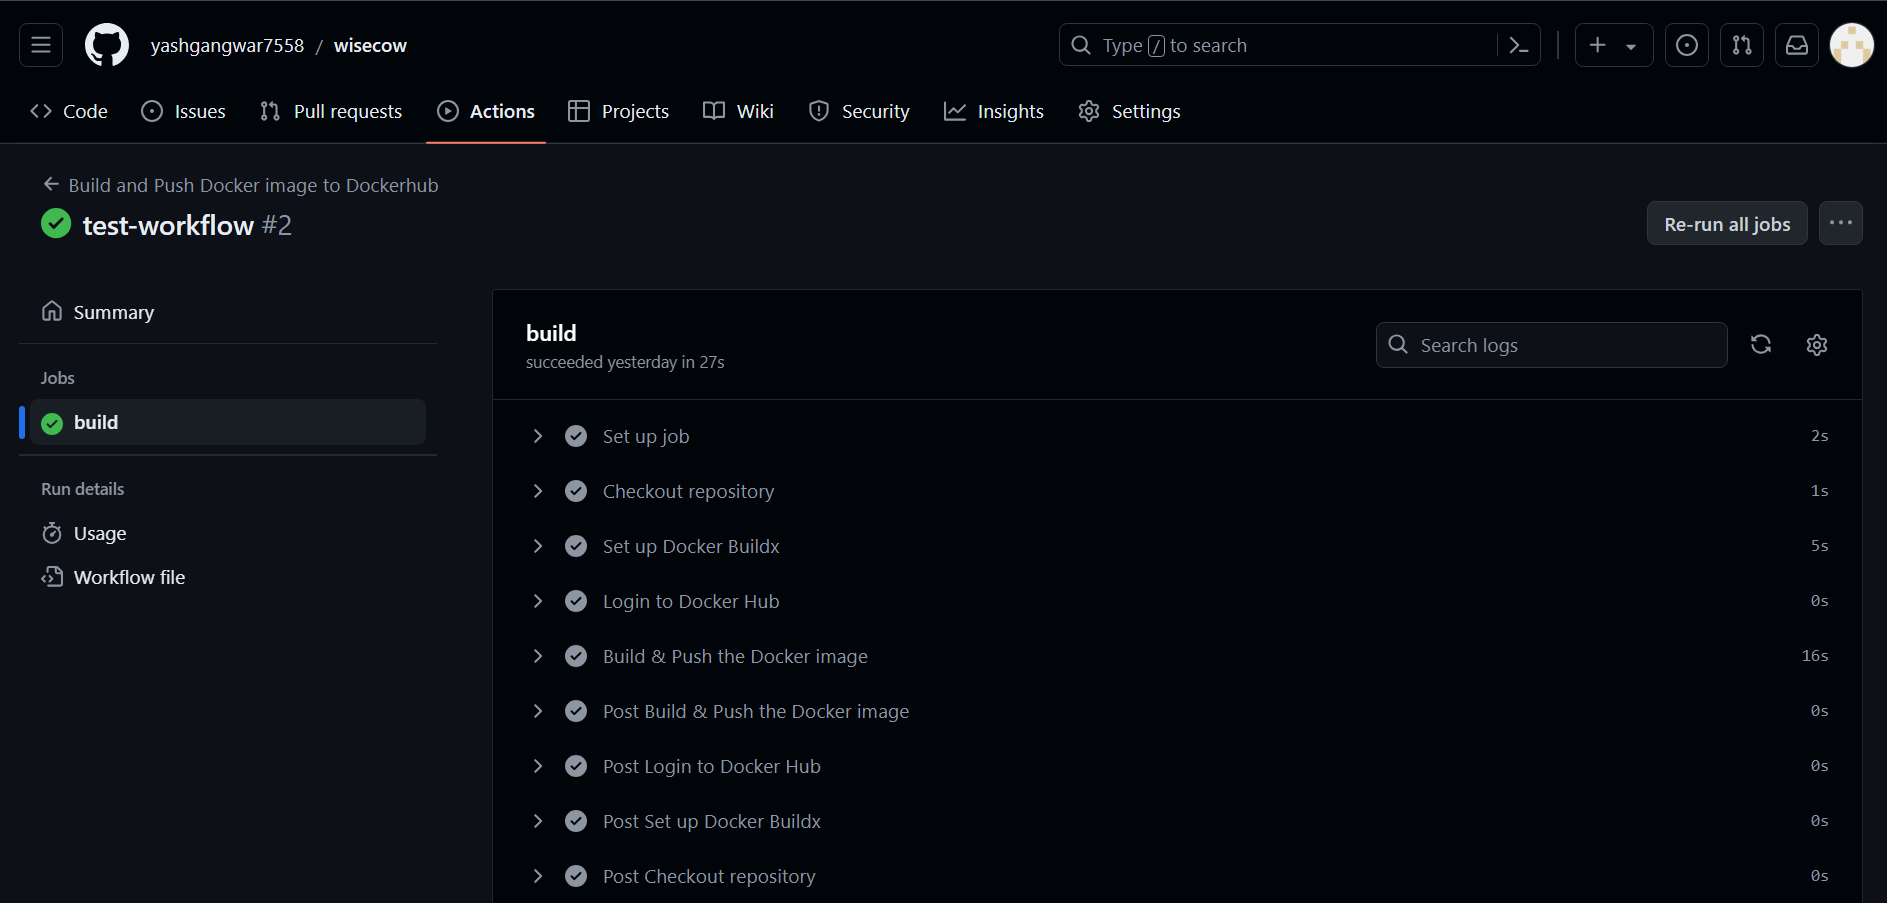 yashgangwar7558 / wisecow
Type / to search
Code Issues Pull requests Actions Projects Wiki Security Insights Settings
Build and Push Docker image to Dockerhub
test-workflow #2
Re-run all jobs
Summary
Jobs
build
Run details
Usage
Workflow file
build
succeeded yesterday in 27s
Search logs
Set up job 2s
Checkout repository 1s
Set up Docker Buildx 5s
Login to Docker Hub 0s
Build & Push the Docker image 16s
Post Build & Push the Docker image 0s
Post Login to Docker Hub 0s
Post Set up Docker Buildx 0s
Post Checkout repository 0s